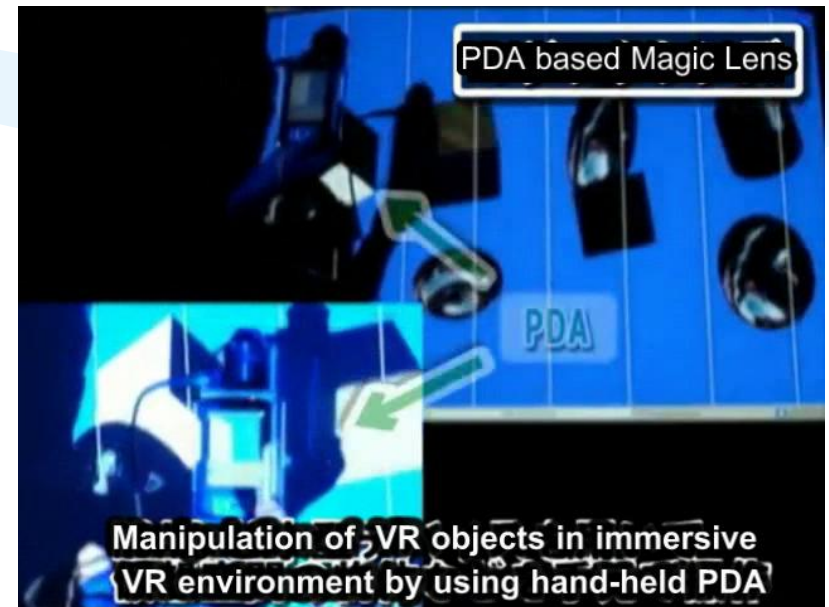 PDA based Magic Lens
PDA
Manipulation of VR objects in immersive
VR environment by using hand-held PDA